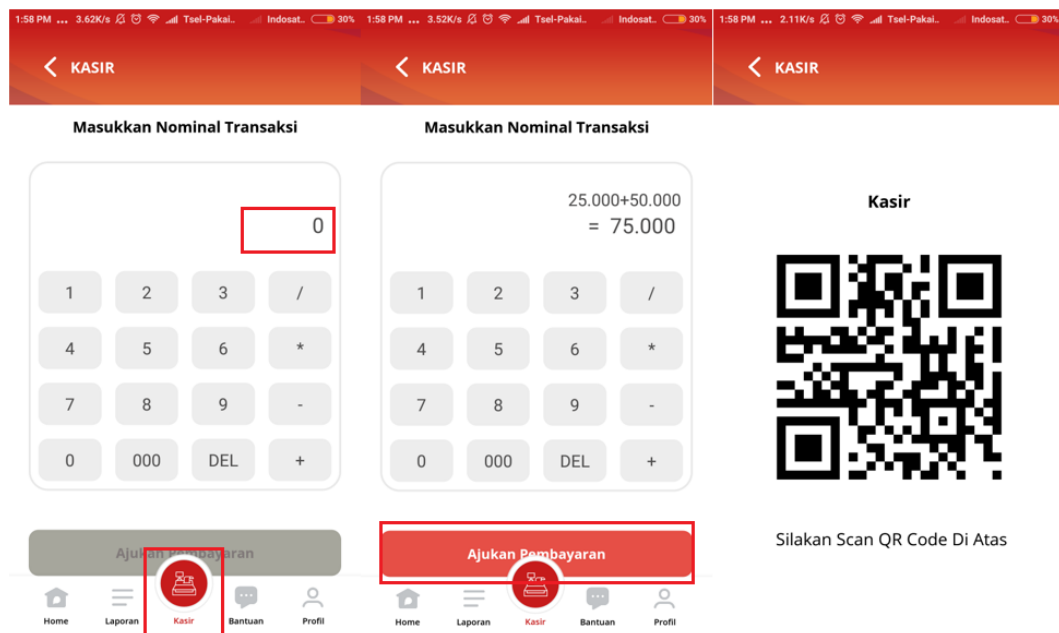 1:58 PM ... 3.62K/s Tsel-Pakai.. Indosat.. 30%
KASIR
Masukkan Nominal Transaksi
0
1 2 3 /
4 5 6 *
7 8 9 -
0 000 DEL +
Ajukan Pembayaran
Home Laporan Kasir Bantuan Profil
1:58 PM ... 3.52K/s Tsel-Pakai.. Indosat.. 30%
KASIR
Masukkan Nominal Transaksi
25.000+50.000
= 75.000
1 2 3 /
4 5 6 *
7 8 9 -
0 000 DEL +
Ajukan Pembayaran
Home Laporan Kasir Bantuan Profil
1:58 PM ... 2.11K/s Tsel-Pakai.. Indosat.. 30%
KASIR
Kasir
Silakan Scan QR Code Di Atas